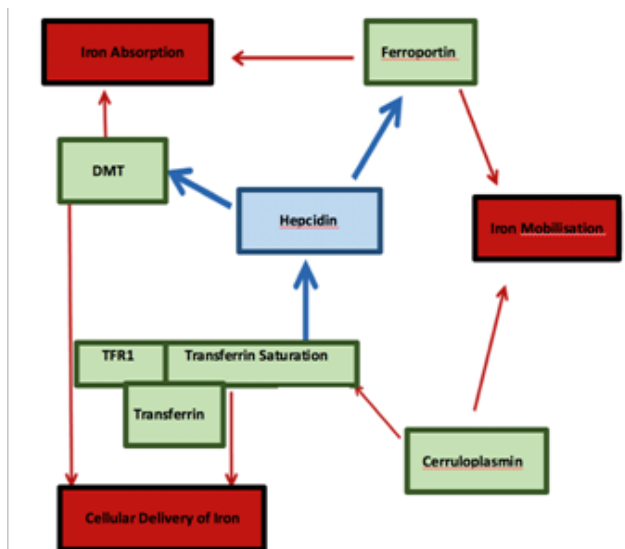 Iron Absorption
Ferroportin
DMT
Hepcidin
Iron Mobilisation
TFR1
Transferrin Saturation
Transferrin
Cerruloplasmin
Cellular Delivery of Iron